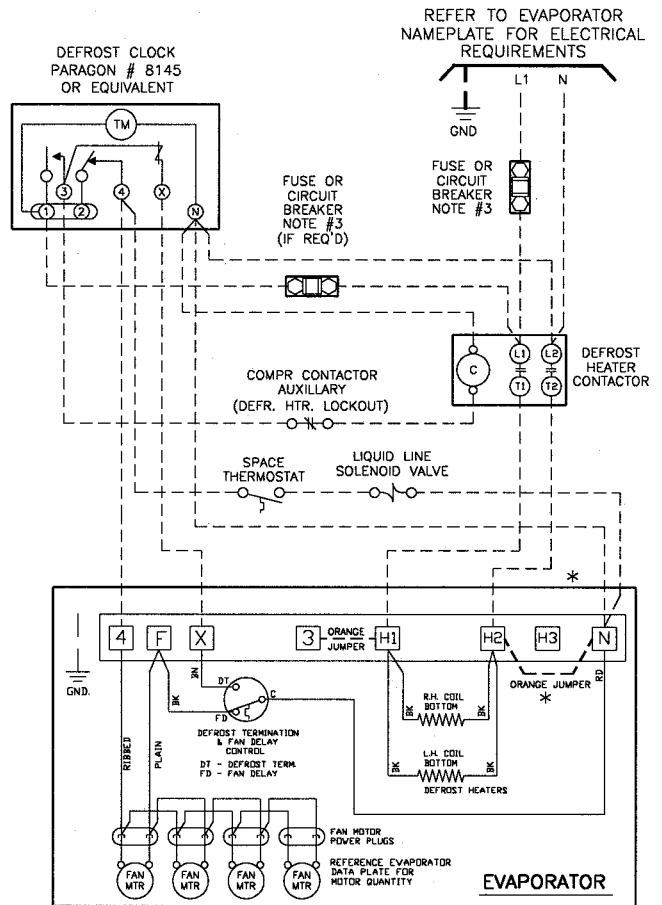 REFER TO EVAPORATOR
NAMEPLATE FOR ELECTRICAL
REQUIREMENTS
L1 N
GND
DEFROST CLOCK
PARAGON # 8145
OR EQUIVALENT
TM
3 4 X
1 2 N
FUSE OR
CIRCUIT
BREAKER
NOTE #3
(IF REQ'D)
FUSE OR
CIRCUIT
BREAKER
NOTE #3
C
L1 L2
T1 T2
DEFROST
HEATER
CONTACTOR
COMPR CONTACTOR
AUXILLARY
(DEFR. HTR. LOCKOUT)
SPACE
THERMOSTAT
LIQUID LINE
SOLENOID VALVE
*
4 F X 3 ORANGE JUMPER H1 H2 H3 N
GND.
ORANGE JUMPER
*
RD
BN
DT
BK
FD
C
DEFROST TERMINATION
& FAN DELAY
CONTROL
DT - DEFROST TERM.
FD - FAN DELAY
RIBBED
PLAIN
BK R.H. COIL BK
BOTTOM
BK L.H. COIL BK
BOTTOM
DEFROST HEATERS
FAN MOTOR
POWER PLUGS
FAN MTR
FAN MTR
FAN MTR
FAN MTR
REFERENCE EVAPORATOR
DATA PLATE FOR
MOTOR QUANTITY
EVAPORATOR